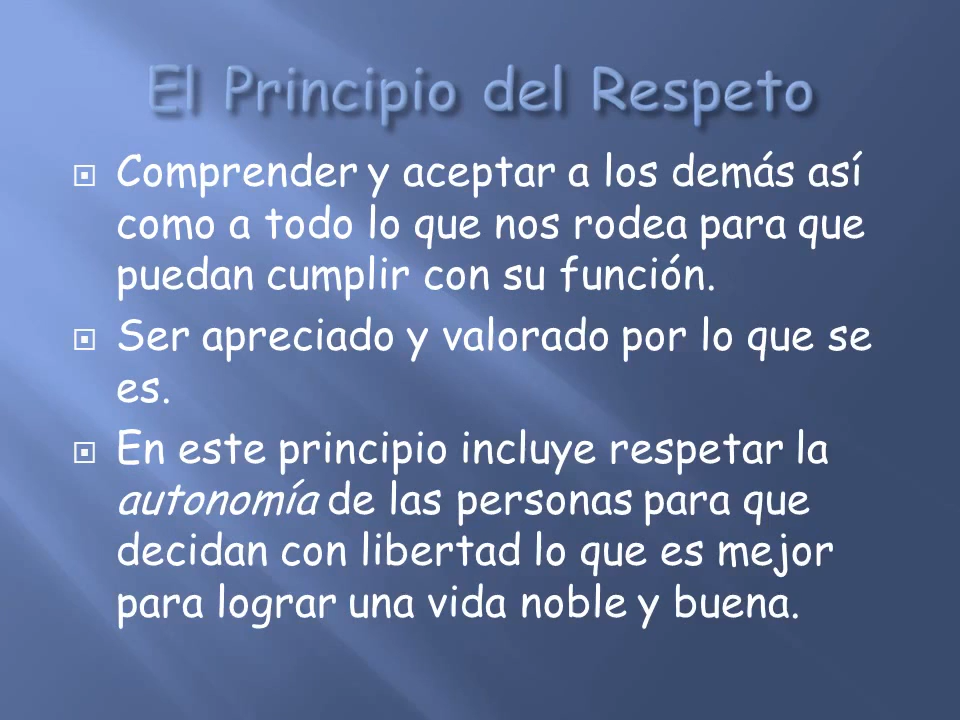 El Principio del Respeto
Comprender y aceptar a los demás así
como a todo lo que nos rodea para que
puedan cumplir con su función.
Ser apreciado y valorado por lo que se
es.
En este principio incluye respetar la
autonomía de las personas para que
decidan con libertad lo que es mejor
para lograr una vida noble y buena.